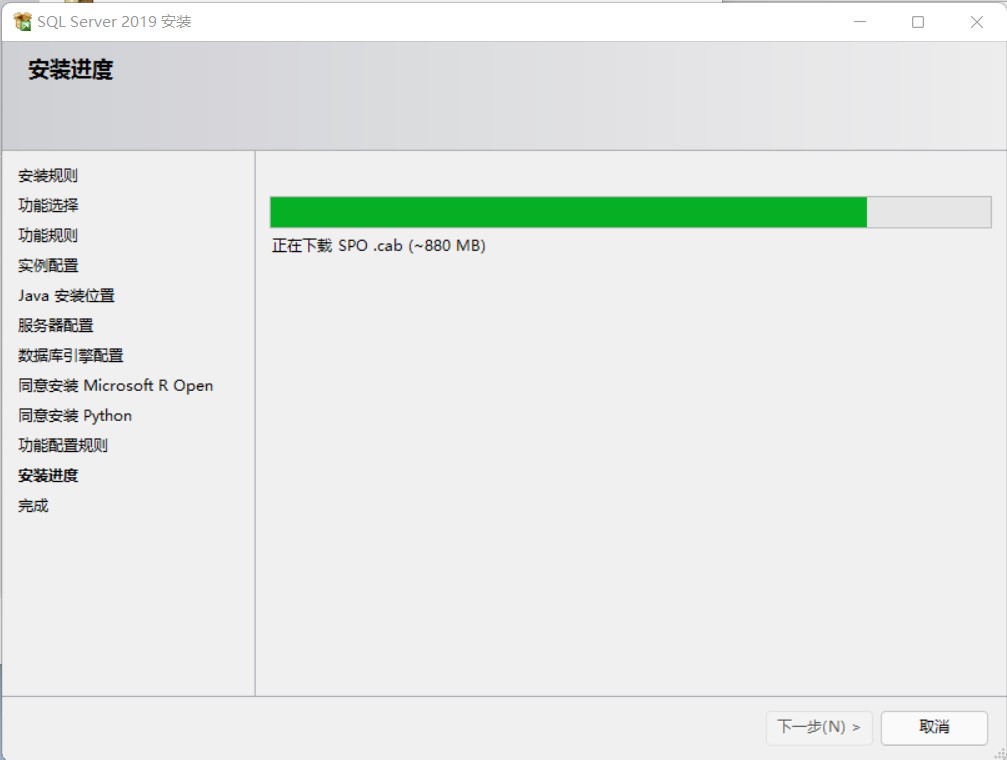 SQL Server 2019 安装
安装进度
安装规则
功能选择
功能规则
实例配置
Java 安装位置
服务器配置
数据库引擎配置
同意安装 Microsoft R Open
同意安装 Python
功能配置规则
安装进度
完成
正在下载 SPO .cab (~880 MB)
下一步(N) >
取消